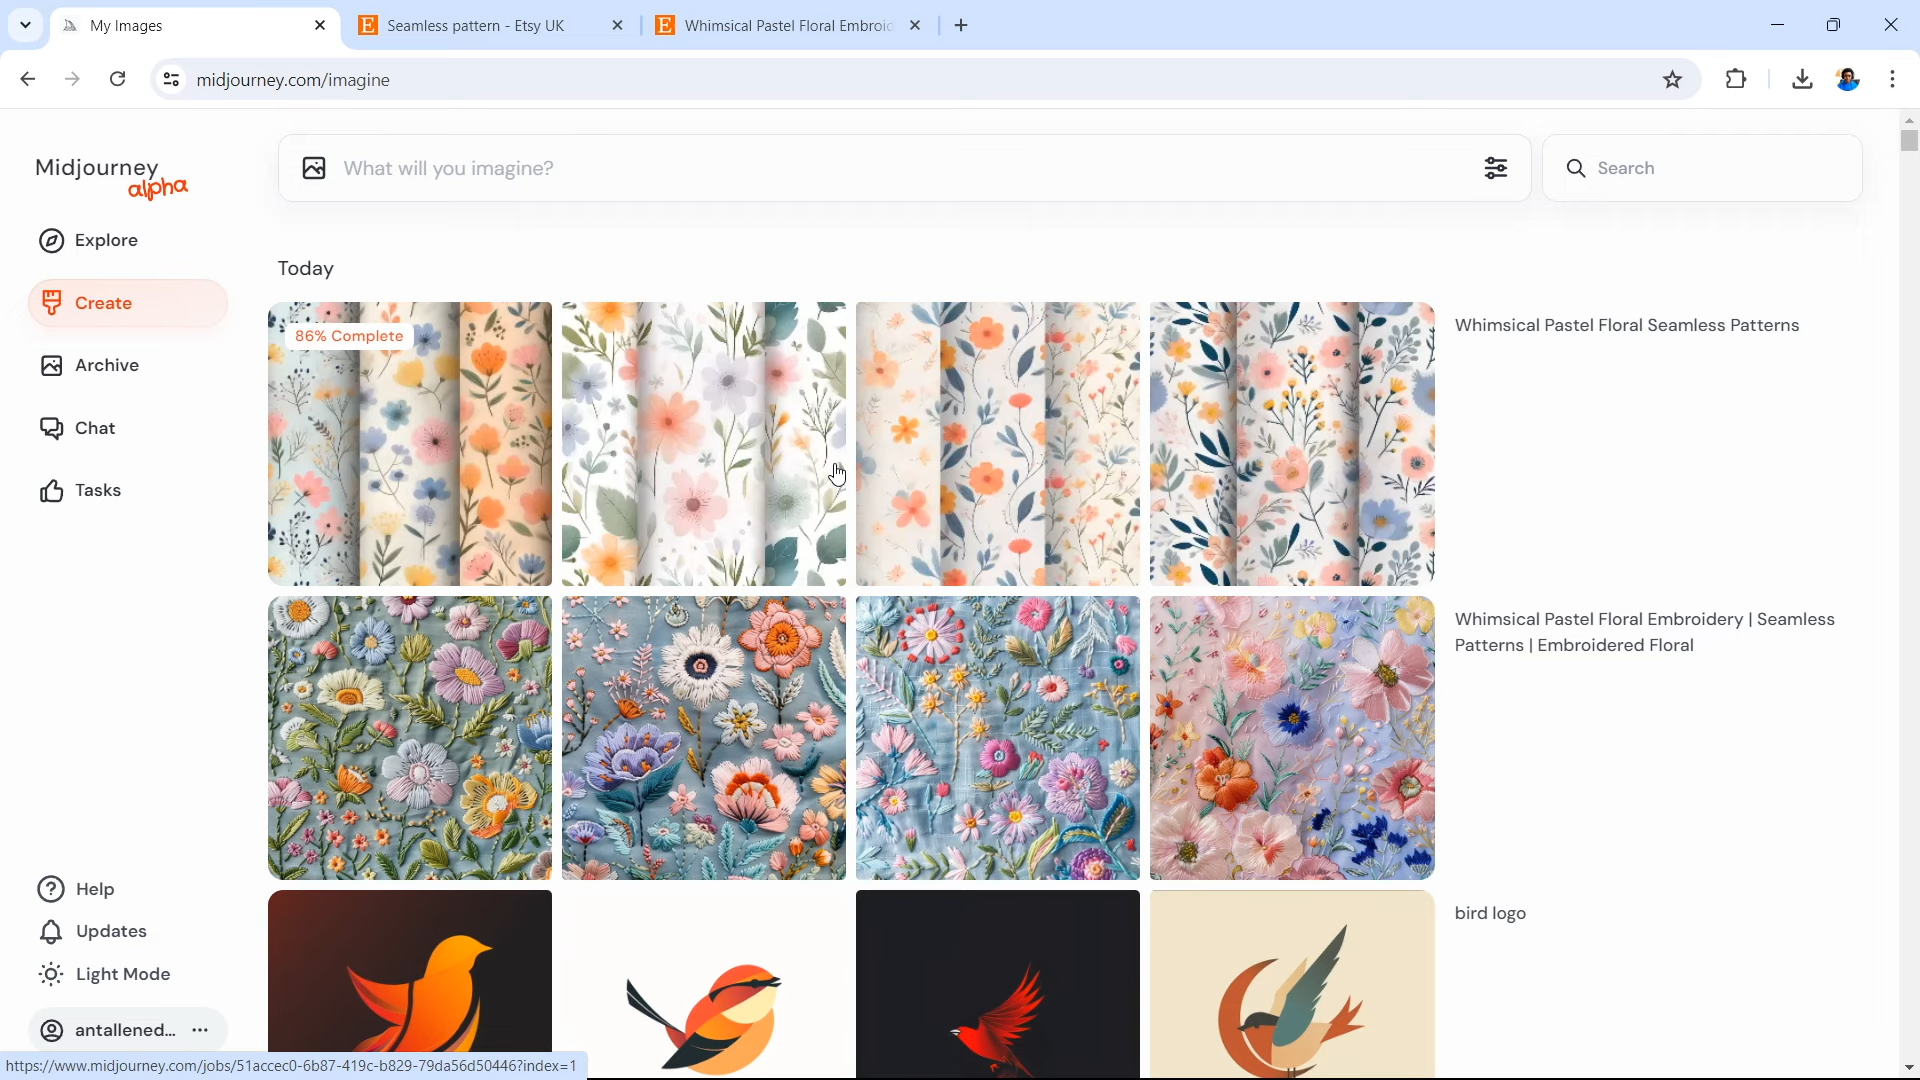 My Images
Seamless pattern - Etsy UK
Whimsical Pastel Floral Embroid
midjourney.com/imagine
Midjourney
alpha
What will you imagine?
Search
Explore
Create
Archive
Chat
Tasks
Today
86% Complete
Whimsical Pastel Floral Seamless Patterns
Whimsical Pastel Floral Embroidery | Seamless
Patterns | Embroidered Floral
bird logo
Help
Updates
Light Mode
antallened...
https://www.midjourney.com/jobs/51accec0-6b87-419c-b829-79da56d50446?index=1